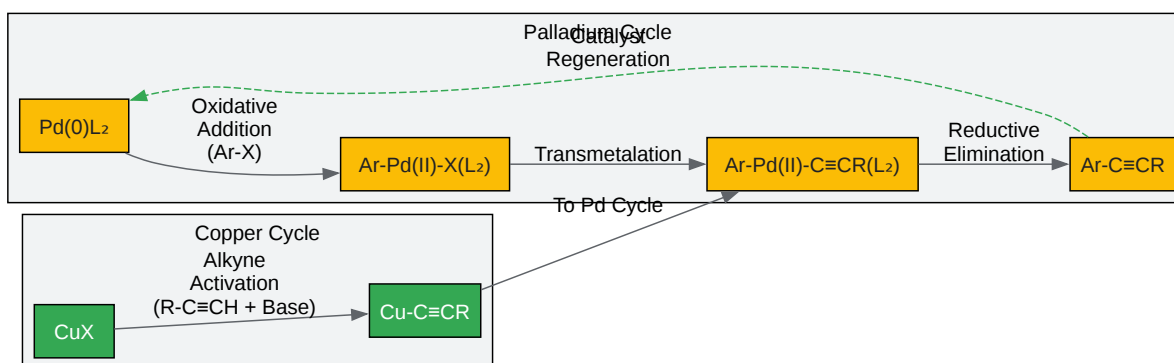 Palladium Cycle
Catalyst
Regeneration
Pd(0)L₂
Oxidative
Addition
(Ar-X)
Ar-Pd(II)-X(L₂)
Transmetalation
Ar-Pd(II)-C≡CR(L₂)
Reductive
Elimination
Ar-C≡CR
To Pd Cycle
Copper Cycle
Alkyne
Activation
(R-C≡CH + Base)
CuX
Cu-C≡CR